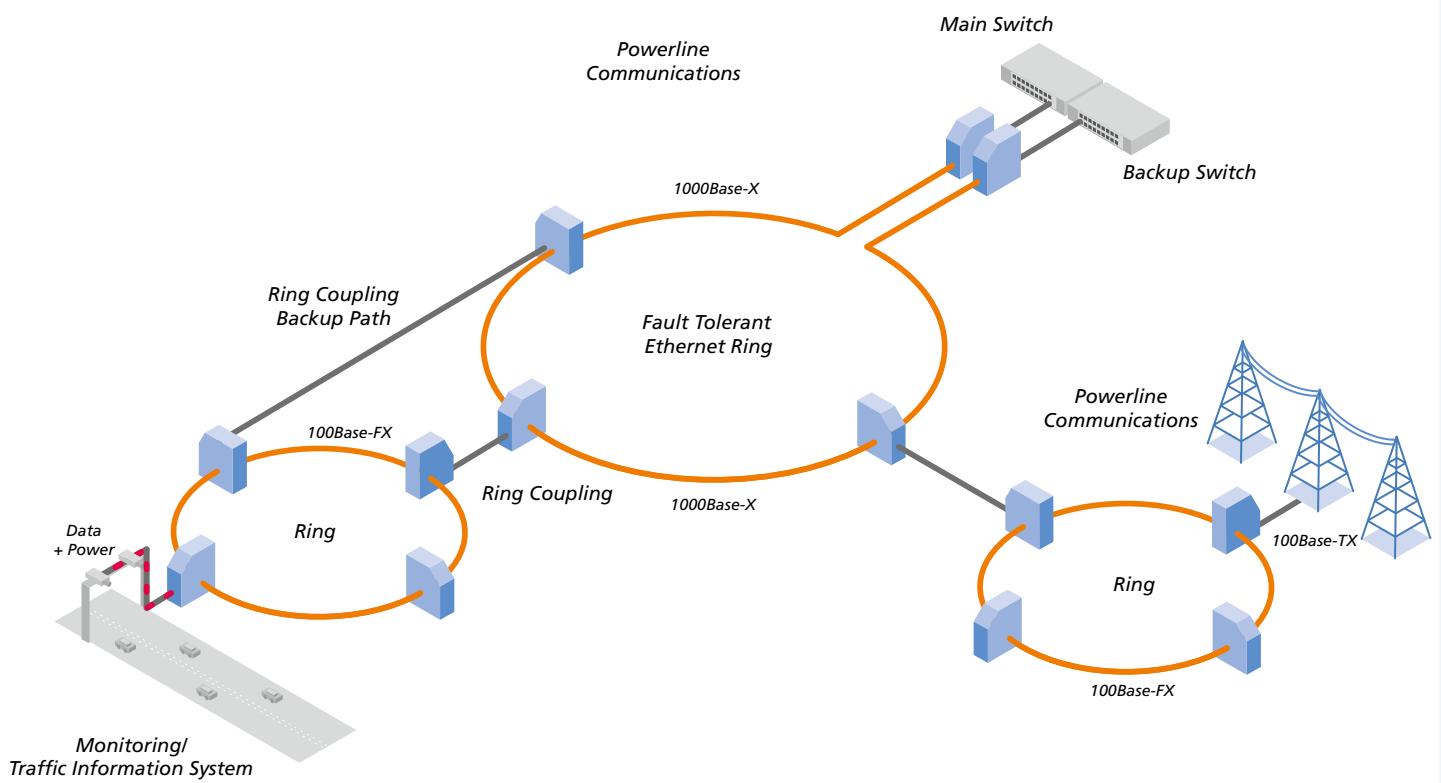 Main Switch
Powerline
Communications
Backup Switch
1000Base-X
Ring Coupling
Backup Path
Fault Tolerant
Ethernet Ring
Powerline
Communications
100Base-FX
Ring Coupling
1000Base-X
Data
+ Power
Ring
100Base-TX
Ring
100Base-FX
Monitoring/
Traffic Information System